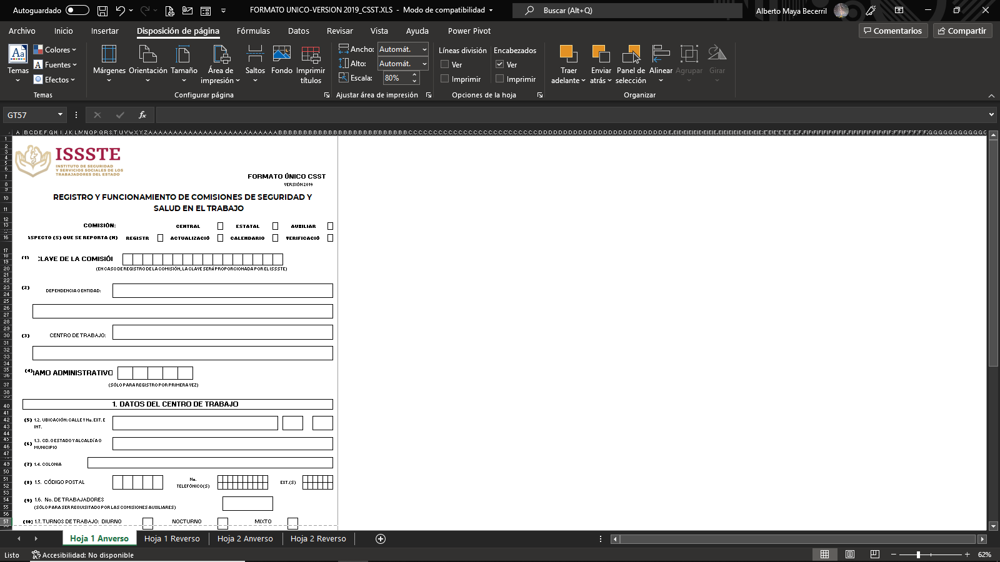 Autoguardado
FORMATO UNICO-VERSION 2019_CSST.XLS - Modo de compatibilidad
Buscar (Alt+Q)
Alberto Maya Becerril
Archivo Inicio Insertar Disposición de página Fórmulas Datos Revisar Vista Ayuda Power Pivot
Comentarios Compartir
Temas
Colores
Fuentes
Efectos
Temas
Márgenes Orientación Tamaño Área de impresión Saltos Fondo Imprimir títulos
Configurar página
Ancho: Automát.
Alto: Automát.
Escala: 80%
Ajustar área de impresión
Líneas división Encabezados
Ver Ver
Imprimir Imprimir
Opciones de la hoja
Traer adelante Enviar atrás Panel de selección Alinear Agrupar Girar
Organizar
GT57
fx
ISSSTE
INSTITUTO DE SEGURIDAD
Y SERVICIOS SOCIALES DE LOS
TRABAJADORES DEL ESTADO
FORMATO ÚNICO CSST
VERSIÓN 2019
REGISTRO Y FUNCIONAMIENTO DE COMISIONES DE SEGURIDAD Y
SALUD EN EL TRABAJO
COMISIÓN: CENTRAL ESTATAL AUXILIAR
ASPECTO (S) QUE SE REPORTA (N) REGISTR ACTUALIZACIÓ CALENDARIO VERIFICACIÓ
(1) CLAVE DE LA COMISIÓ
(EN CASO DE REGISTRO DE LA COMISIÓN, LA CLAVE SERÁ PROPORCIONADA POR EL ISSSTE)
(2) DEPENDENCIA O ENTIDAD:
(3) CENTRO DE TRABAJO:
(4) RAMO ADMINISTRATIVO
(SÓLO PARA REGISTRO POR PRIMERA VEZ)
1. DATOS DEL CENTRO DE TRABAJO
(5) 1.2. UBICACIÓN: CALLE Y No. EXT. E
INT.
(6) 1.3. CD. O ESTADO Y ALCALDÍA O
MUNICIPIO
(7) 1.4. COLONIA
(8) 1.5. CÓDIGO POSTAL No. TELEFÓNICO(S) EXT.(S)
(9) 1.6. No. DE TRABAJADORES
(SÓLO PARA SER REQUISITADO POR LAS COMISIONES AUXILIARES)
(10) 1.7. TURNOS DE TRABAJO: DIURNO NOCTURNO MIXTO
Hoja 1 Anverso Hoja 1 Reverso Hoja 2 Anverso Hoja 2 Reverso
Listo Accesibilidad: No disponible 62%